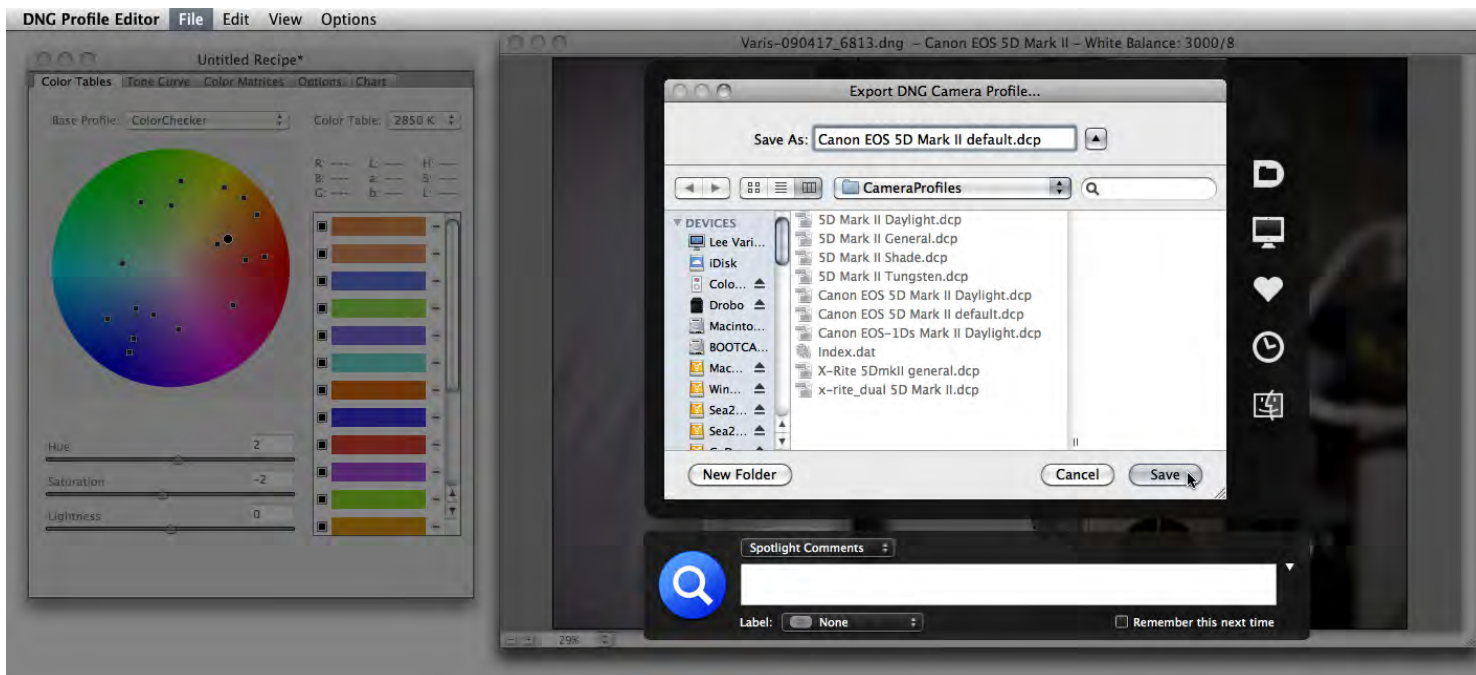 DNG Profile Editor File Edit View Options
Untitled Recipe*
Color Tables Tone Curve Color Matrices Options Chart
Base Profile: ColorChecker Color Table: 2850 K
R: --- L: --- H: ---
B: --- a: --- S: ---
G: --- b: --- L: ---
Hue 2
Saturation -2
Lightness 0
Varis-090417_6813.dng - Canon EOS 5D Mark II - White Balance: 3000/8
Export DNG Camera Profile...
Save As: Canon EOS 5D Mark II default.dcp
CameraProfiles
DEVICES
Lee Vari...
iDisk
Colo...
Drobo
Macinto...
BOOTCA...
Mac...
Win...
Sea2...
Sea2...
5D Mark II Daylight.dcp
5D Mark II General.dcp
5D Mark II Shade.dcp
5D Mark II Tungsten.dcp
Canon EOS 5D Mark II Daylight.dcp
Canon EOS 5D Mark II default.dcp
Canon EOS-1Ds Mark II Daylight.dcp
Index.dat
X-Rite 5DmkII general.dcp
x-rite_dual 5D Mark II.dcp
New Folder Cancel Save
Spotlight Comments
Label: None Remember this next time
29%